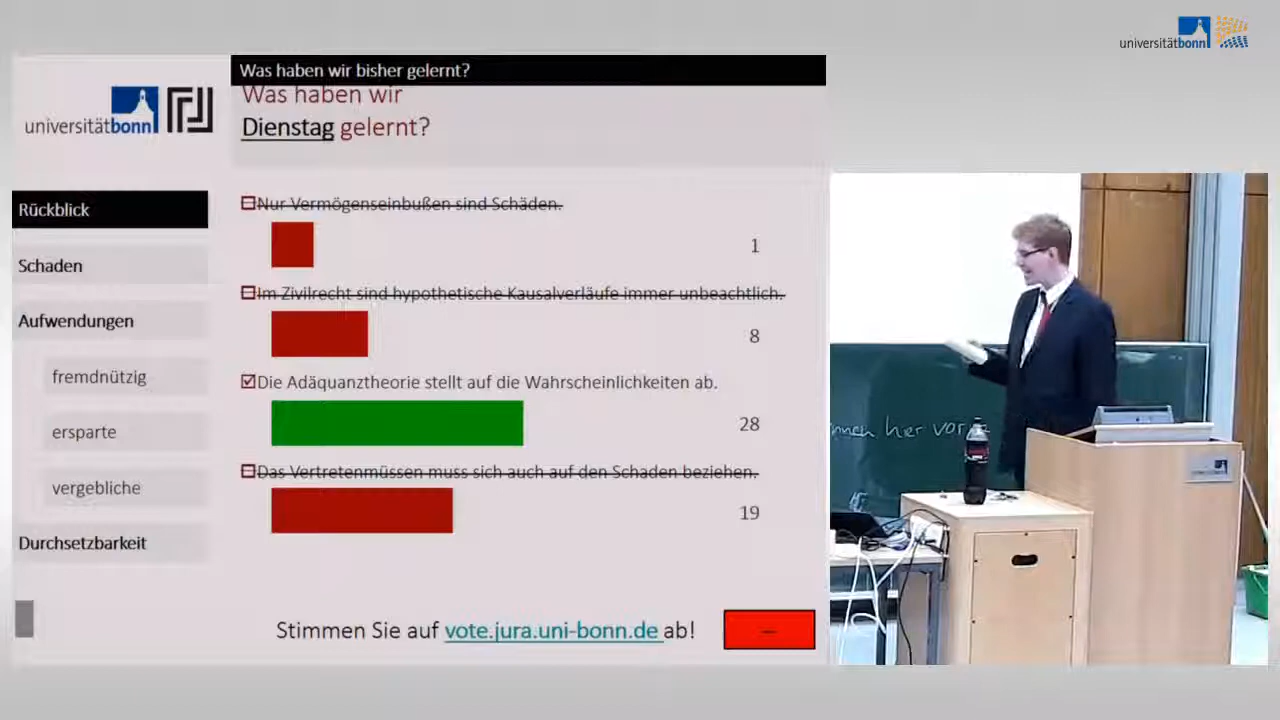 universitätbonn
Was haben wir bisher gelernt?
Was haben wir
Dienstag gelernt?
universitätbonn
Rückblick
Schaden
Aufwendungen
fremdnützig
ersparte
vergebliche
Durchsetzbarkeit
Nur Vermögenseinbußen sind Schäden.
1
Im Zivilrecht sind hypothetische Kausalverläufe immer unbeachtlich.
8
Die Adäquanztheorie stellt auf die Wahrscheinlichkeiten ab.
28
Das Vertretenmüssen muss sich auch auf den Schaden beziehen.
19
Stimmen Sie auf vote.jura.uni-bonn.de ab!
hier